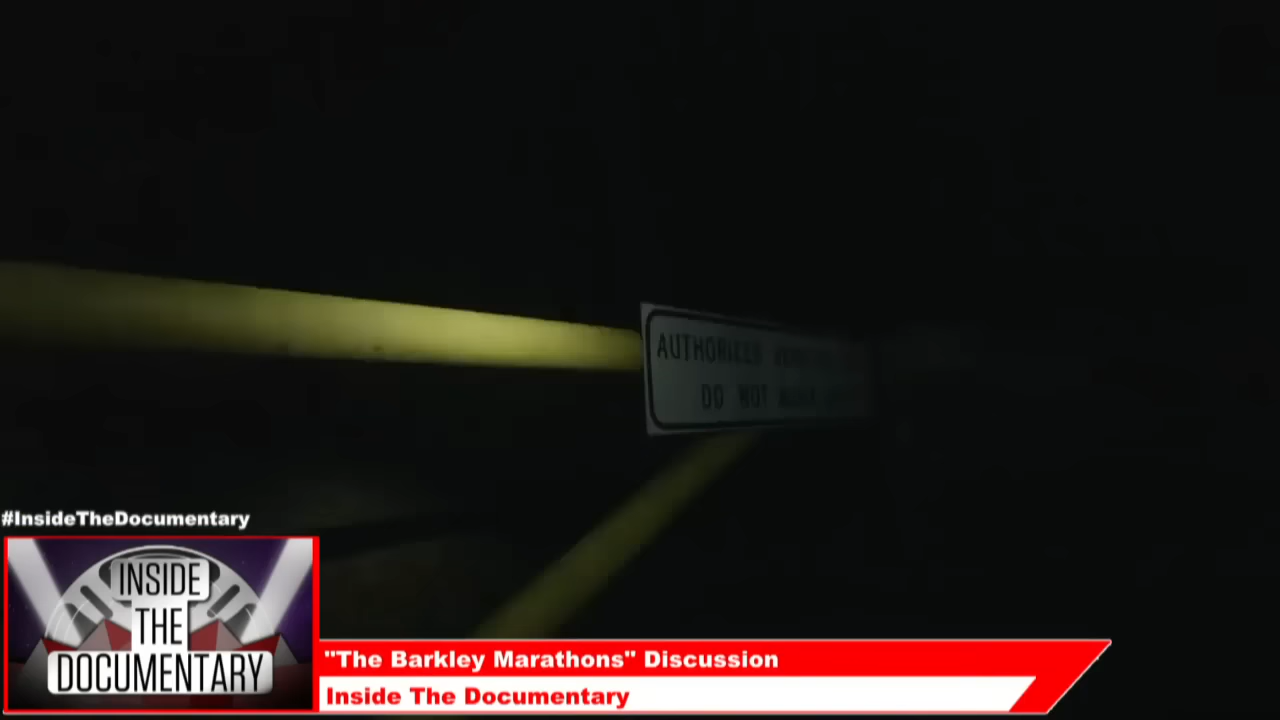 AUTHORIZED
DO NOT
#InsideTheDocumentary
INSIDE
THE
DOCUMENTARY
"The Barkley Marathons" Discussion
Inside The Documentary